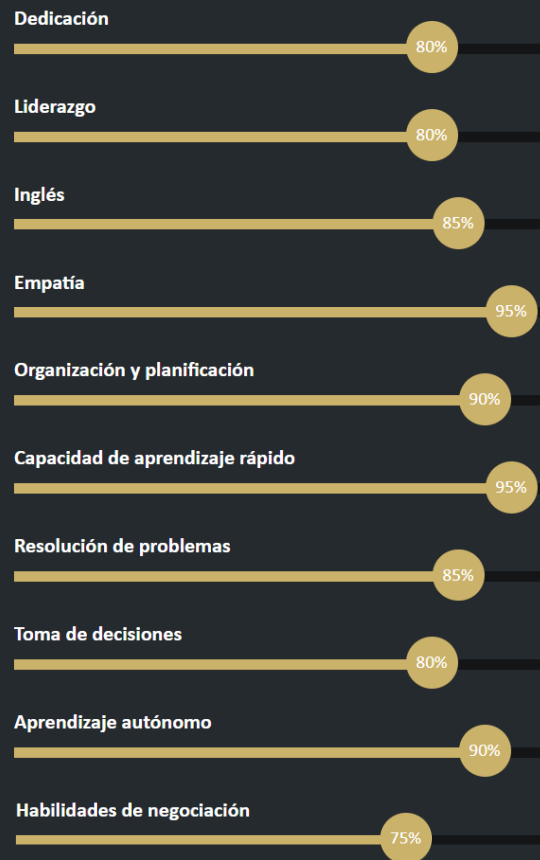 Dedicación
80%
Liderazgo
80%
Inglés
85%
Empatía
95%
Organización y planificación
90%
Capacidad de aprendizaje rápido
95%
Resolución de problemas
85%
Toma de decisiones
80%
Aprendizaje autónomo
90%
Habilidades de negociación
75%